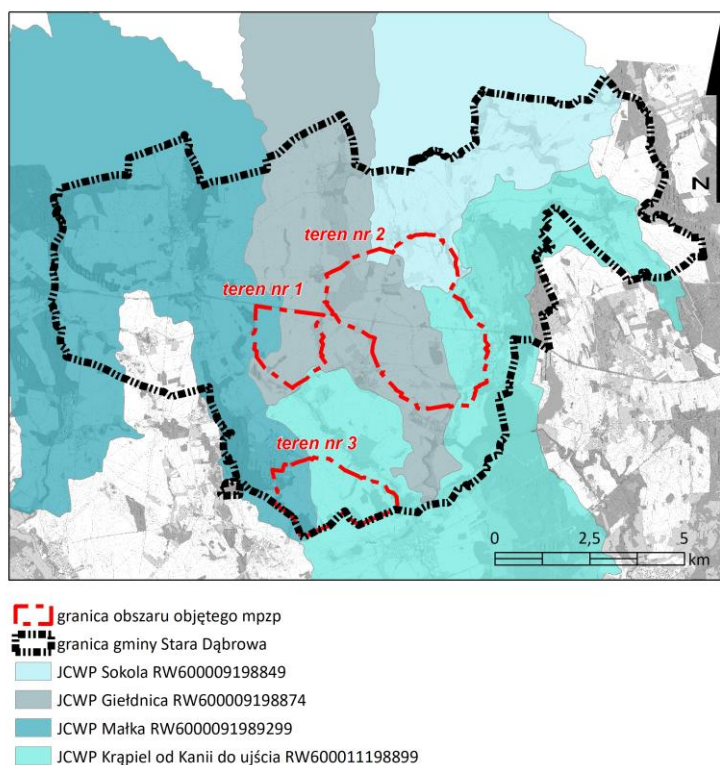 N
teren nr 2
teren nr 1
teren nr 3
0 2,5 5
km
granica obszaru objętego mpzp
granica gminy Stara Dąbrowa
JCWP Sokola RW600009198849
JCWP Giełdnica RW600009198874
JCWP Małka RW6000091989299
JCWP Krąpiel od Kanii do ujścia RW600011198899